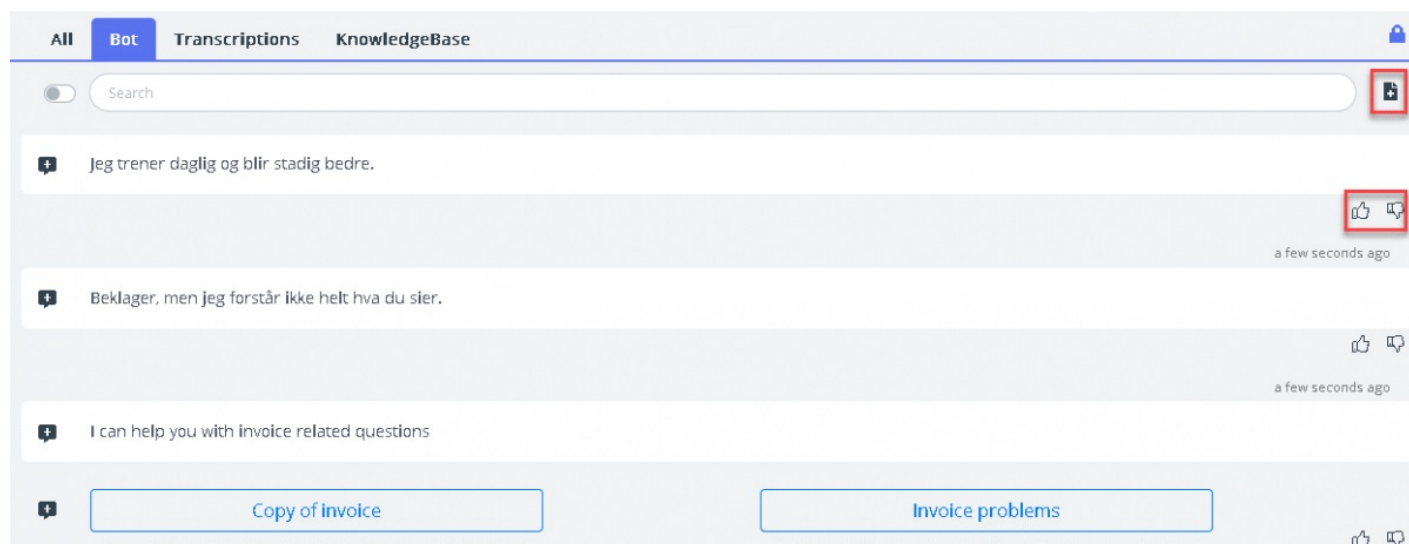 All Bot Transcriptions KnowledgeBase
Search
Jeg trener daglig og blir stadig bedre.
a few seconds ago
Beklager, men jeg forstår ikke helt hva du sier.
a few seconds ago
I can help you with invoice related questions
Copy of invoice Invoice problems